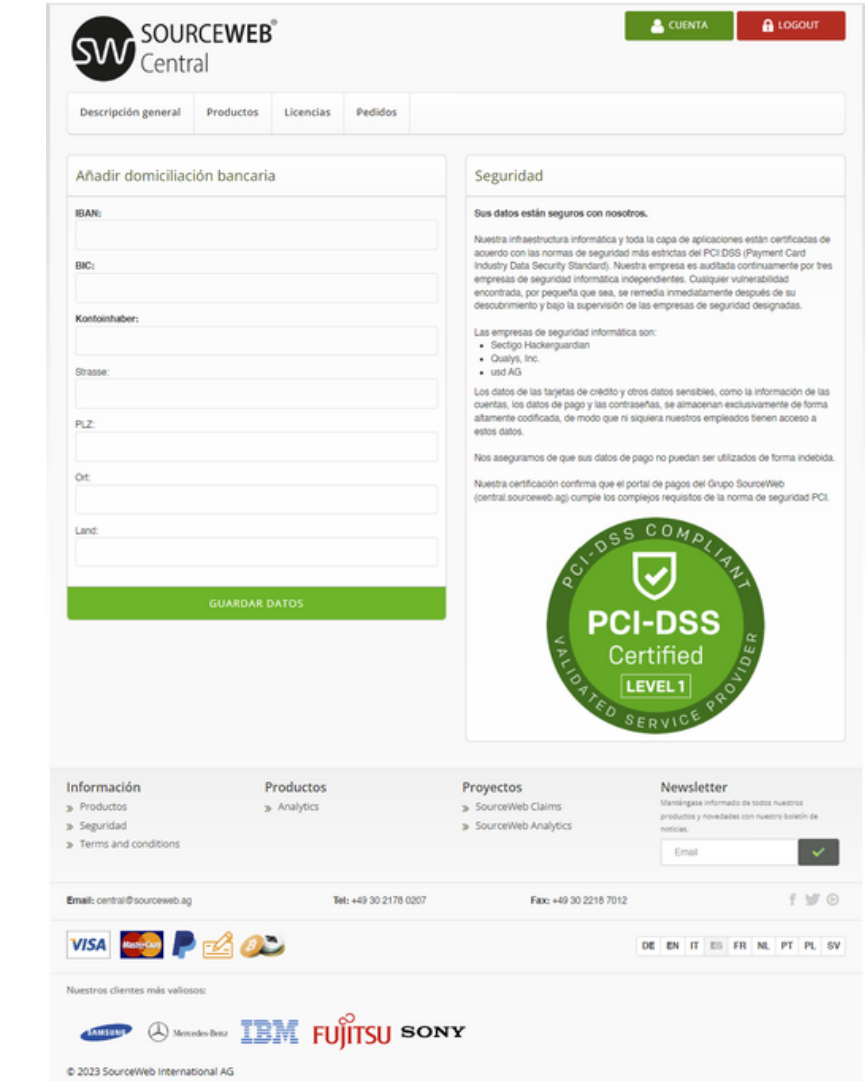 SOURCEWEB®
Central
SW
CUENTA
LOGOUT
Descripción general
Productos
Licencias
Pedidos
Añadir domiciliación bancaria
IBAN:
BIC:
Kontoinhaber:
Strasse:
PLZ:
Ort:
Land:
GUARDAR DATOS
Seguridad
Sus datos están seguros con nosotros.
Nuestra infraestructura informática y toda la capa de aplicaciones están certificadas de
acuerdo con las normas de seguridad más estrictas del PCI:DSS (Payment Card
Industry Data Security Standard). Nuestra empresa es auditada continuamente por tres
empresas de seguridad informática independientes. Cualquier vulnerabilidad
encontrada, por pequeña que sea, se remedia inmediatamente después de su
descubrimiento y bajo la supervisión de las empresas de seguridad designadas.
Las empresas de seguridad informática son:
Sectigo Hackerguardian
Qualys, Inc.
usd AG
Los datos de las tarjetas de crédito y otros datos sensibles, como la información de las
cuentas, los datos de pago y las contraseñas, se almacenan exclusivamente de forma
altamente codificada, de modo que ni siquiera nuestros empleados tienen acceso a
estos datos.
Nos aseguramos de que sus datos de pago no puedan ser utilizados de forma indebida.
Nuestra certificación confirma que el portal de pagos del Grupo SourceWeb
(central.sourceweb.ag) cumple los complejos requisitos de la norma de seguridad PCI.
PCI-DSS COMPLIANT
PCI-DSS
Certified
LEVEL 1
VALIDATED SERVICE PROVIDER
Información
Productos
Seguridad
Terms and conditions
Productos
Analytics
Proyectos
SourceWeb Claims
SourceWeb Analytics
Newsletter
Manténgase informado de todos nuestros
productos y novedades con nuestro boletín de
noticias.
Email
Email: central@sourceweb.ag
Tel: +49 30 2178 0207
Fax: +49 30 2218 7012
VISA
MasterCard
DE EN IT ES FR NL PT PL SV
Nuestros clientes más valiosos:
SAMSUNG
Mercedes-Benz
IBM
FUJITSU
SONY
© 2023 SourceWeb International AG